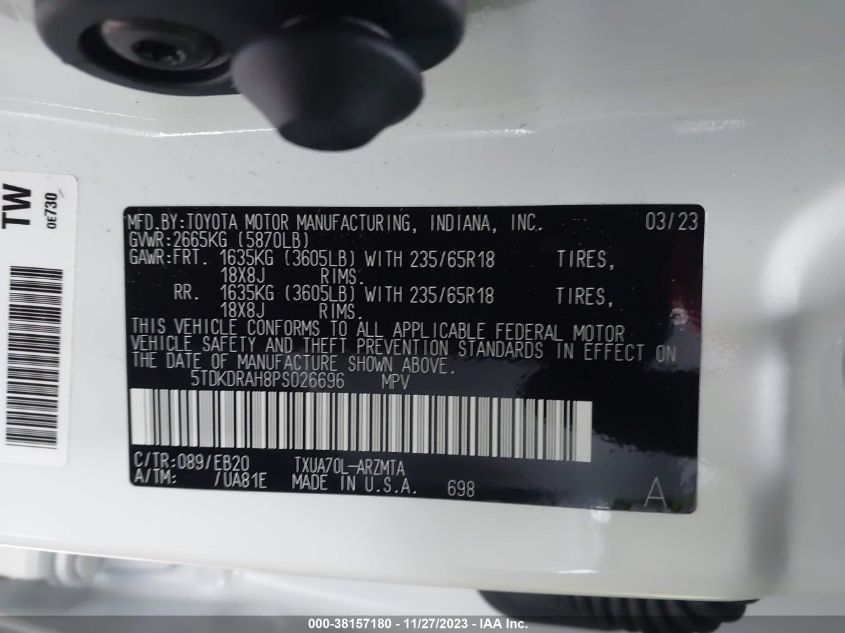 TW
0E730
MFD.BY:TOYOTA MOTOR MANUFACTURING, INDIANA, INC. 03/23
GVWR:2665KG (5870LB)
GAWR:FRT. 1635KG (3605LB) WITH 235/65R18 TIRES,
18X8J RIMS.
RR. 1635KG (3605LB) WITH 235/65R18 TIRES,
18X8J RIMS.
THIS VEHICLE CONFORMS TO ALL APPLICABLE FEDERAL MOTOR
VEHICLE SAFETY AND THEFT PREVENTION STANDARDS IN EFFECT ON
THE DATE OF MANUFACTURE SHOWN ABOVE.
5TDKDRAH8PS026696 MPV
C/TR:089/EB20 TXUA70L-ARZMTA
A/TM: /UA81E MADE IN U.S.A. 698 A
000-38157180 - 11/27/2023 - IAA Inc.